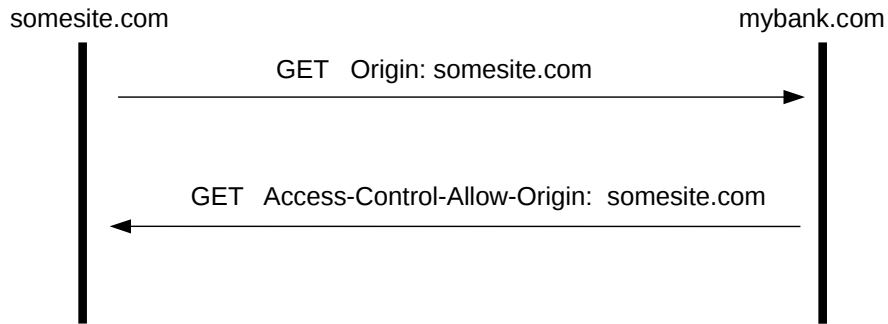 somesite.com
mybank.com
GET Origin: somesite.com
GET Access-Control-Allow-Origin: somesite.com